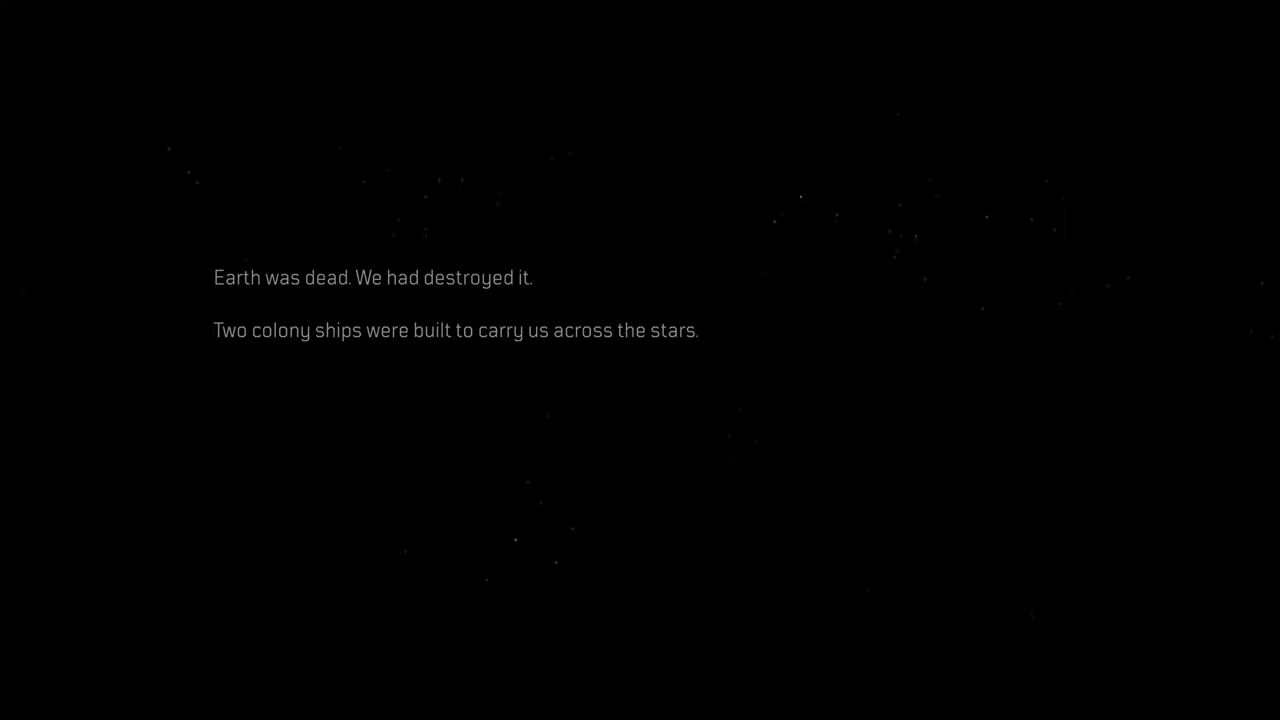 Earth was dead. We had destroyed it.
Two colony ships were built to carry us across the stars.